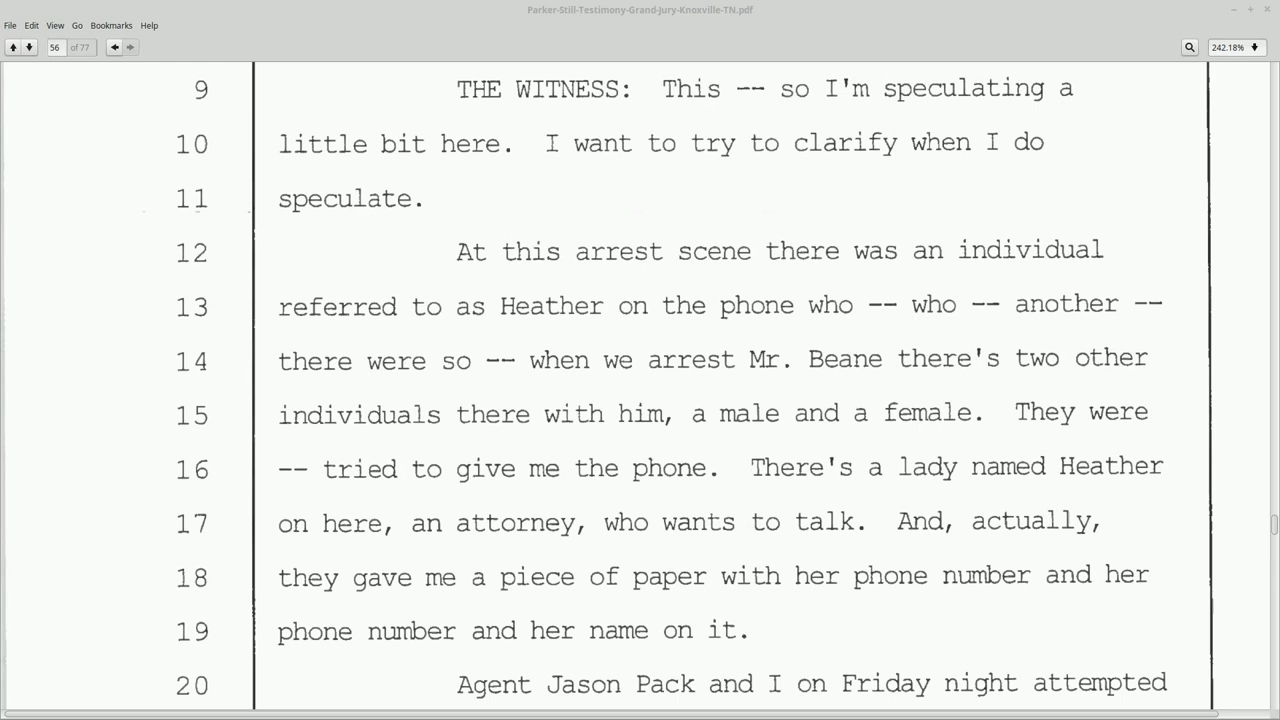 Parker-Still-Testimony-Grand-Jury-Knoxville-TN.pdf
File Edit View Go Bookmarks Help
56 of 77 242.18%
9 THE WITNESS: This -- so I'm speculating a
10 little bit here. I want to try to clarify when I do
11 speculate.
12 At this arrest scene there was an individual
13 referred to as Heather on the phone who -- who -- another --
14 there were so -- when we arrest Mr. Beane there's two other
15 individuals there with him, a male and a female. They were
16 -- tried to give me the phone. There's a lady named Heather
17 on here, an attorney, who wants to talk. And, actually,
18 they gave me a piece of paper with her phone number and her
19 phone number and her name on it.
20 Agent Jason Pack and I on Friday night attempted